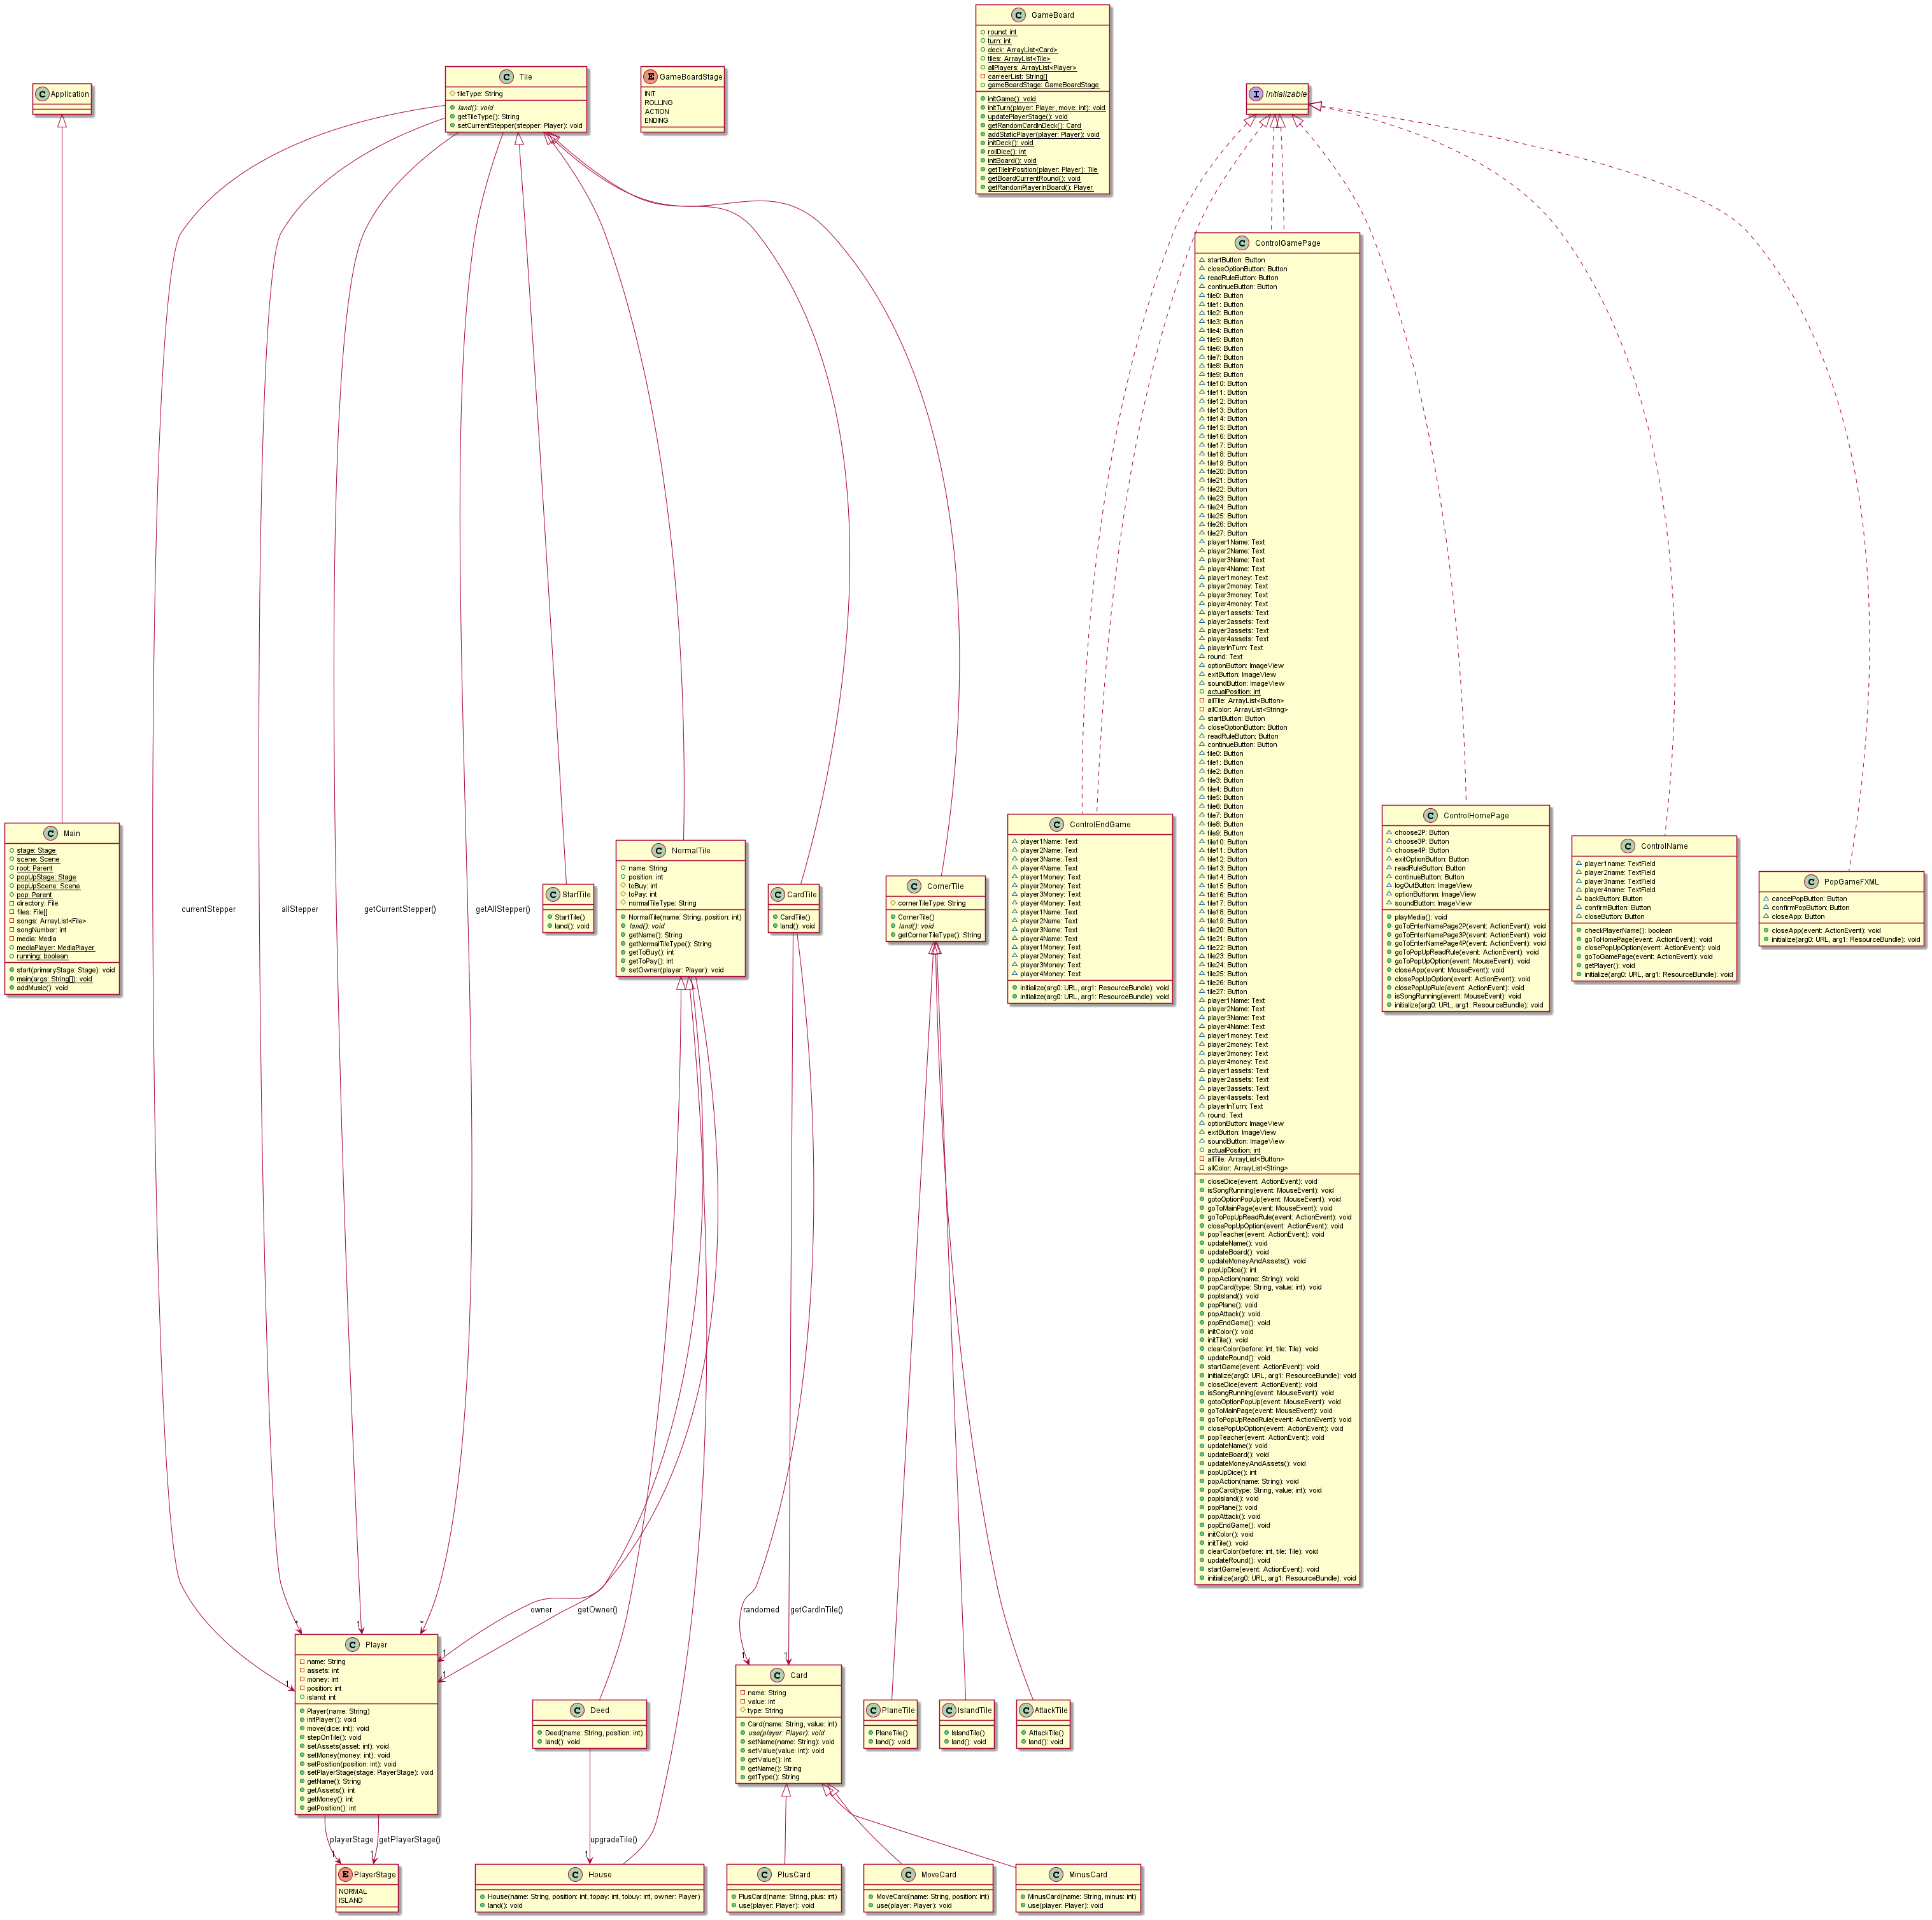 Application
Main
stage: Stage
scene: Scene
root: Parent
popUpStage: Stage
popUpScene: Scene
pop: Parent
directory: File
files: File[]
songs: ArrayList<File>
songNumber: int
media: Media
mediaPlayer: MediaPlayer
running: boolean
start(primaryStage: Stage): void
main(args: String[]): void
addMusic(): void
Tile
tileType: String
land(): void
getTileType(): String
setCurrentStepper(stepper: Player): void
GameBoardStage
INIT
ROLLING
ACTION
ENDING
GameBoard
round: int
turn: int
deck: ArrayList<Card>
tiles: ArrayList<Tile>
allPlayers: ArrayList<Player>
carreerList: String[]
gameBoardStage: GameBoardStage
initGame(): void
initTurn(player: Player, move: int): void
updatePlayerStage(): void
getRandomCardInDeck(): Card
addStaticPlayer(player: Player): void
initDeck(): void
rollDice(): int
initBoard(): void
getTileInPosition(player: Player): Tile
getBoardCurrentRound(): void
getRandomPlayerInBoard(): Player
Initializable
currentStepper
allStepper
getCurrentStepper()
getAllStepper()
StartTile
StartTile()
land(): void
NormalTile
name: String
position: int
toBuy: int
toPay: int
normalTileType: String
NormalTile(name: String, position: int)
land(): void
getName(): String
getNormalTileType(): String
getToBuy(): int
getToPay(): int
setOwner(player: Player): void
CardTile
CardTile()
land(): void
CornerTile
cornerTileType: String
CornerTile()
land(): void
getCornerTileType(): String
ControlEndGame
player1Name: Text
player2Name: Text
player3Name: Text
player4Name: Text
player1Money: Text
player2Money: Text
player3Money: Text
player4Money: Text
player1Name: Text
player2Name: Text
player3Name: Text
player4Name: Text
player1Money: Text
player2Money: Text
player3Money: Text
player4Money: Text
initialize(arg0: URL, arg1: ResourceBundle): void
initialize(arg0: URL, arg1: ResourceBundle): void
ControlGamePage
startButton: Button
closeOptionButton: Button
readRuleButton: Button
continueButton: Button
tile0: Button
tile1: Button
tile2: Button
tile3: Button
tile4: Button
tile5: Button
tile6: Button
tile7: Button
tile8: Button
tile9: Button
tile10: Button
tile11: Button
tile12: Button
tile13: Button
tile14: Button
tile15: Button
tile16: Button
tile17: Button
tile18: Button
tile19: Button
tile20: Button
tile21: Button
tile22: Button
tile23: Button
tile24: Button
tile25: Button
tile26: Button
tile27: Button
player1Name: Text
player2Name: Text
player3Name: Text
player4Name: Text
player1money: Text
player2money: Text
player3money: Text
player4money: Text
player1assets: Text
player2assets: Text
player3assets: Text
player4assets: Text
playerInTurn: Text
round: Text
optionButton: ImageView
exitButton: ImageView
soundButton: ImageView
actualPosition: int
allTile: ArrayList<Button>
allColor: ArrayList<String>
startButton: Button
closeOptionButton: Button
readRuleButton: Button
continueButton: Button
tile0: Button
tile1: Button
tile2: Button
tile3: Button
tile4: Button
tile5: Button
tile6: Button
tile7: Button
tile8: Button
tile9: Button
tile10: Button
tile11: Button
tile12: Button
tile13: Button
tile14: Button
tile15: Button
tile16: Button
tile17: Button
tile18: Button
tile19: Button
tile20: Button
tile21: Button
tile22: Button
tile23: Button
tile24: Button
tile25: Button
tile26: Button
tile27: Button
player1Name: Text
player2Name: Text
player3Name: Text
player4Name: Text
player1money: Text
player2money: Text
player3money: Text
player4money: Text
player1assets: Text
player2assets: Text
player3assets: Text
player4assets: Text
playerInTurn: Text
round: Text
optionButton: ImageView
exitButton: ImageView
soundButton: ImageView
actualPosition: int
allTile: ArrayList<Button>
allColor: ArrayList<String>
closeDice(event: ActionEvent): void
isSongRunning(event: MouseEvent): void
gotoOptionPopUp(event: MouseEvent): void
goToMainPage(event: MouseEvent): void
goToPopUpReadRule(event: ActionEvent): void
closePopUpOption(event: ActionEvent): void
popTeacher(event: ActionEvent): void
updateName(): void
updateBoard(): void
updateMoneyAndAssets(): void
popUpDice(): int
popAction(name: String): void
popCard(type: String, value: int): void
popIsland(): void
popPlane(): void
popAttack(): void
popEndGame(): void
initColor(): void
initTile(): void
clearColor(before: int, tile: Tile): void
updateRound(): void
startGame(event: ActionEvent): void
initialize(arg0: URL, arg1: ResourceBundle): void
closeDice(event: ActionEvent): void
isSongRunning(event: MouseEvent): void
gotoOptionPopUp(event: MouseEvent): void
goToMainPage(event: MouseEvent): void
goToPopUpReadRule(event: ActionEvent): void
closePopUpOption(event: ActionEvent): void
popTeacher(event: ActionEvent): void
updateName(): void
updateBoard(): void
updateMoneyAndAssets(): void
popUpDice(): int
popAction(name: String): void
popCard(type: String, value: int): void
popIsland(): void
popPlane(): void
popAttack(): void
popEndGame(): void
initColor(): void
initTile(): void
clearColor(before: int, tile: Tile): void
updateRound(): void
startGame(event: ActionEvent): void
initialize(arg0: URL, arg1: ResourceBundle): void
ControlHomePage
choose2P: Button
choose3P: Button
choose4P: Button
exitOptionButton: Button
readRuleButton: Button
continueButton: Button
logOutButton: ImageView
optionButtonm: ImageView
soundButton: ImageView
playMedia(): void
goToEnterNamePage2P(event: ActionEvent): void
goToEnterNamePage3P(event: ActionEvent): void
goToEnterNamePage4P(event: ActionEvent): void
goToPopUpReadRule(event: ActionEvent): void
goToPopUpOption(event: MouseEvent): void
closeApp(event: MouseEvent): void
closePopUpOption(event: ActionEvent): void
closePopUpRule(event: ActionEvent): void
isSongRunning(event: MouseEvent): void
initialize(arg0: URL, arg1: ResourceBundle): void
ControlName
player1name: TextField
player2name: TextField
player3name: TextField
player4name: TextField
backButton: Button
confirmButton: Button
closeButton: Button
checkPlayerName(): boolean
goToHomePage(event: ActionEvent): void
closePopUpOption(event: ActionEvent): void
goToGamePage(event: ActionEvent): void
getPlayer(): void
initialize(arg0: URL, arg1: ResourceBundle): void
PopGameFXML
cancelPopButton: Button
confirmPopButton: Button
closeApp: Button
closeApp(event: ActionEvent): void
initialize(arg0: URL, arg1: ResourceBundle): void
owner
getOwner()
randomed
getCardInTile()
1
*
1
*
1
1
1
1
Player
name: String
assets: int
money: int
position: int
island: int
Player(name: String)
initPlayer(): void
move(dice: int): void
stepOnTile(): void
setAssets(asset: int): void
setMoney(money: int): void
setPosition(position: int): void
setPlayerStage(stage: PlayerStage): void
getName(): String
getAssets(): int
getMoney(): int
getPosition(): int
Deed
Deed(name: String, position: int)
land(): void
Card
name: String
value: int
type: String
Card(name: String, value: int)
use(player: Player): void
setName(name: String): void
setValue(value: int): void
getValue(): int
getName(): String
getType(): String
PlaneTile
PlaneTile()
land(): void
IslandTile
IslandTile()
land(): void
AttackTile
AttackTile()
land(): void
playerStage
getPlayerStage()
upgradeTile()
1
1
1
PlayerStage
NORMAL
ISLAND
House
House(name: String, position: int, topay: int, tobuy: int, owner: Player)
land(): void
PlusCard
PlusCard(name: String, plus: int)
use(player: Player): void
MoveCard
MoveCard(name: String, position: int)
use(player: Player): void
MinusCard
MinusCard(name: String, minus: int)
use(player: Player): void